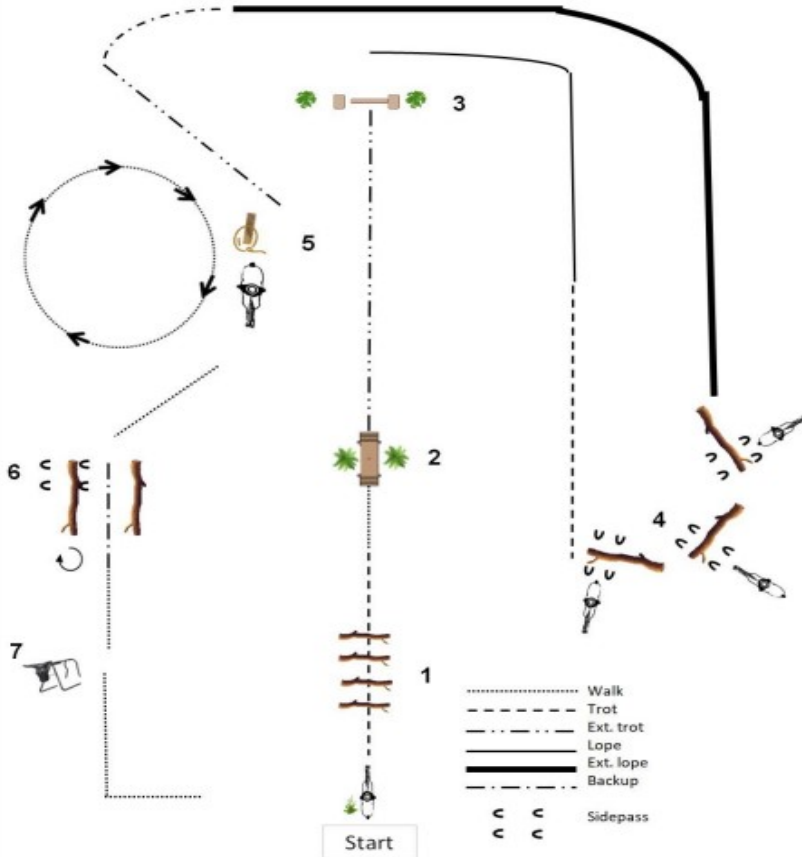 3
5
2
6
4
7
1
Walk
Trot
Ext. trot
Lope
Ext. lope
Backup
Sidepass
Start